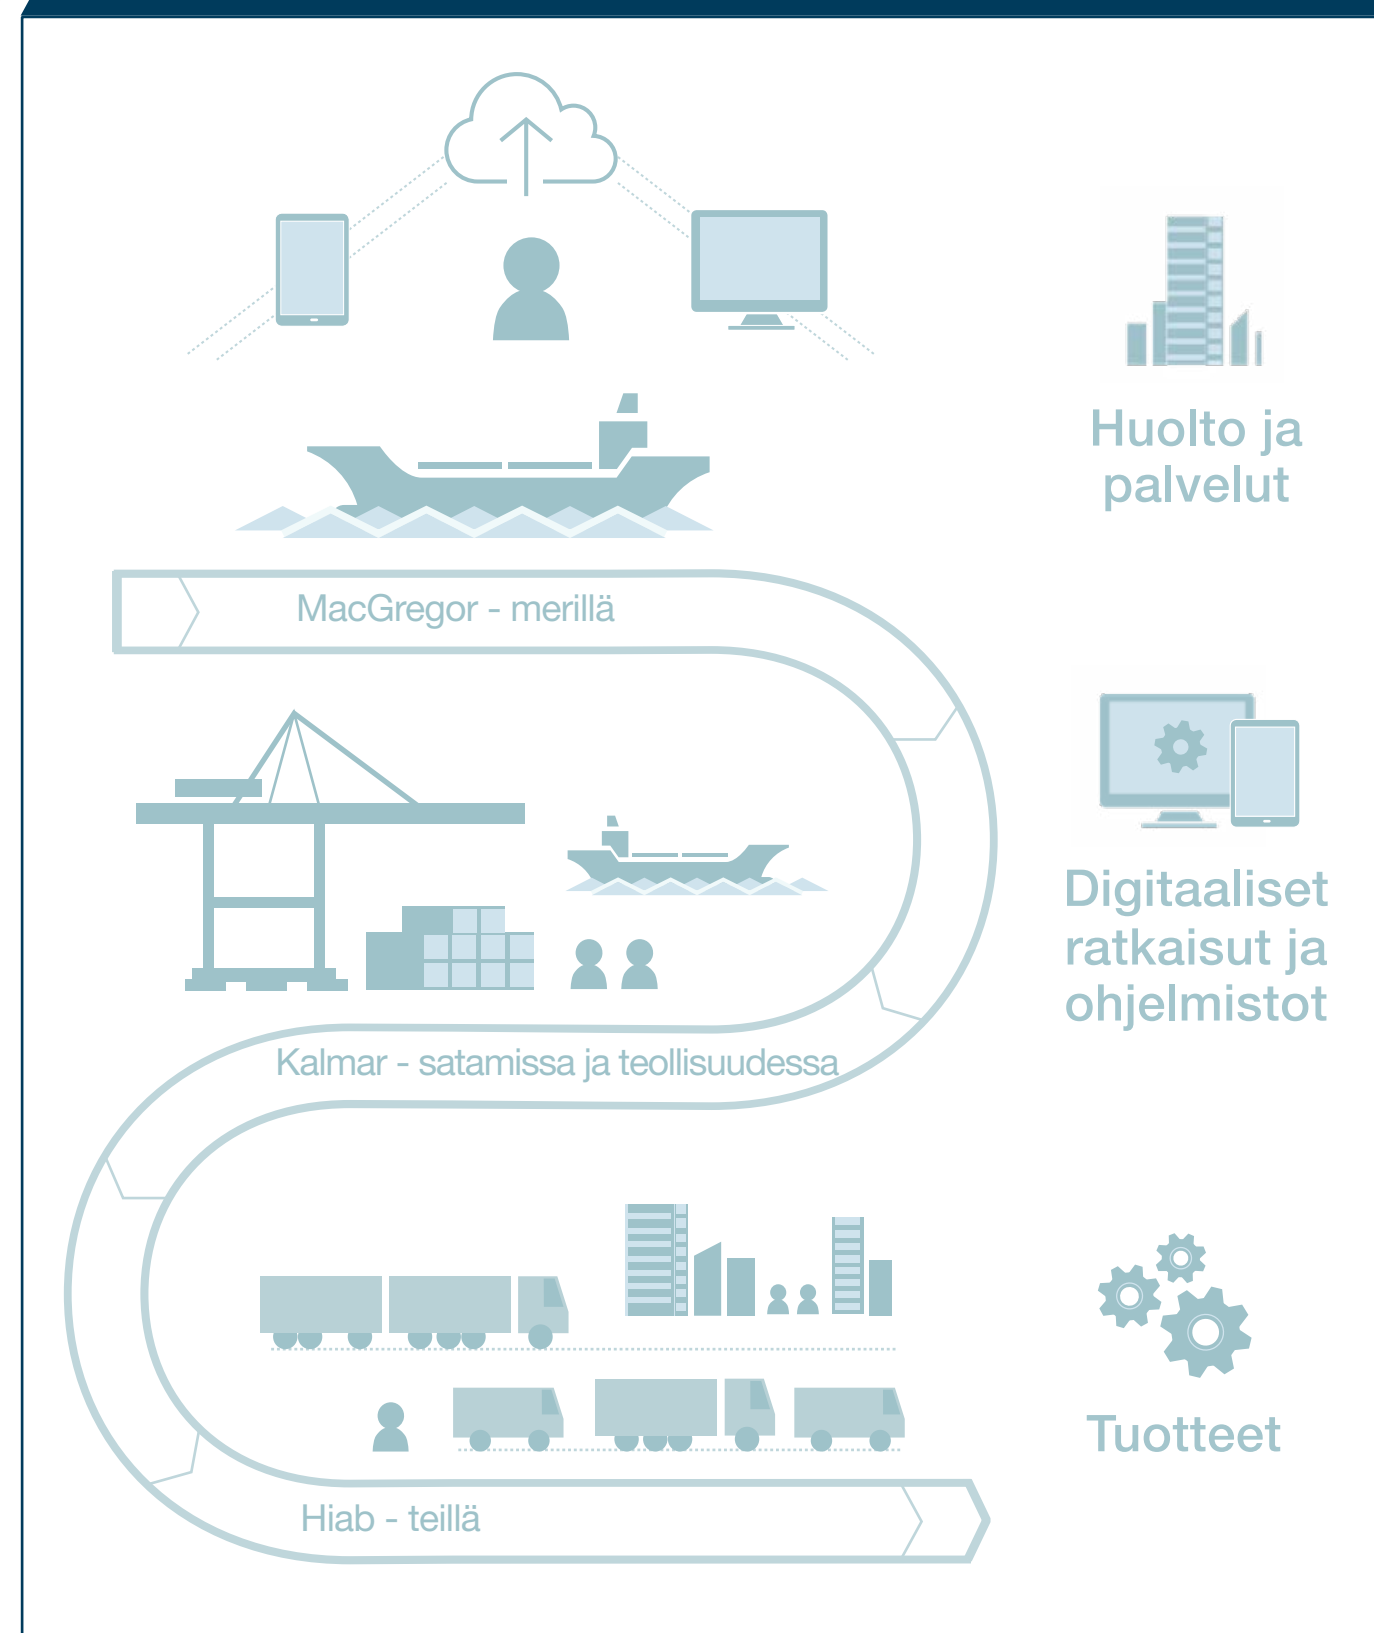 Huolto ja
palvelut
MacGregor - merillä
Digitaaliset
ratkaisut ja
ohjelmistot
Kalmar - satamissa ja teollisuudessa
Tuotteet
Hiab - teillä